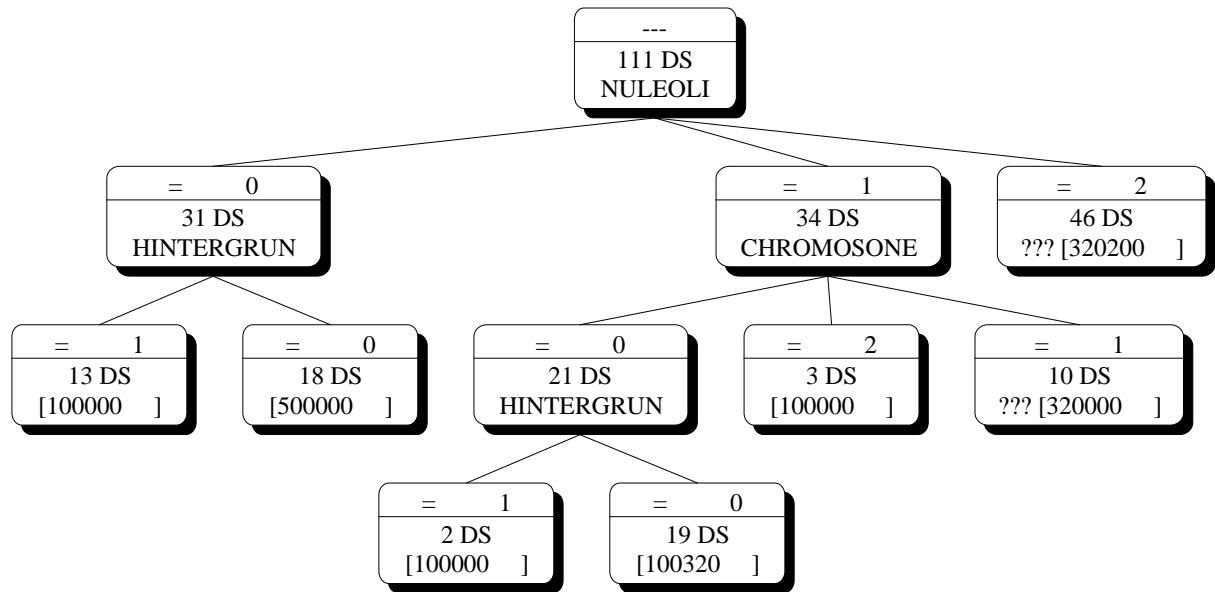 ---
111 DS
NULEOLI
= 0
31 DS
HINTERGRUN
= 1
34 DS
CHROMOSONE
= 2
46 DS
??? [320200 ]
= 1
13 DS
[100000 ]
= 0
18 DS
[500000 ]
= 0
21 DS
HINTERGRUN
= 2
3 DS
[100000 ]
= 1
10 DS
??? [320000 ]
= 1
2 DS
[100000 ]
= 0
19 DS
[100320 ]